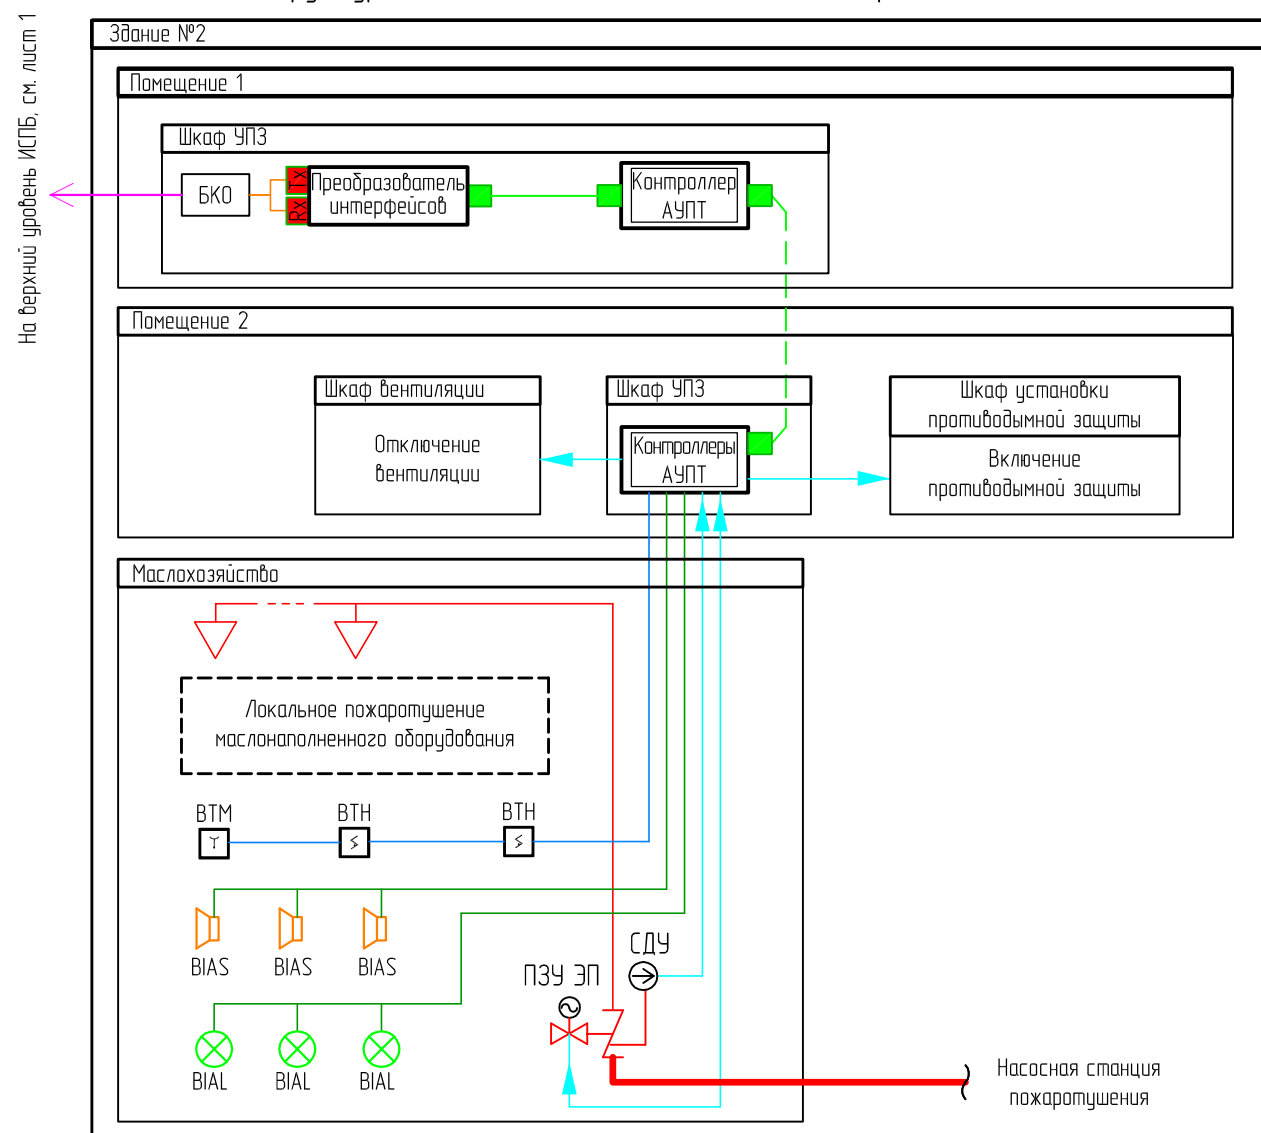 На верхний уровень ИСПБ, см. лист 1
Здание №2
Помещение 1
Шкаф УПЗ
БКО
TX
RX
Преобразователь
интерфейсов
Контроллер
АУПТ
Помещение 2
Шкаф вентиляции
Отключение
вентиляции
Шкаф УПЗ
Контроллеры
АУПТ
Шкаф установки
противодымной защиты
Включение
противодымной защиты
Маслохозяйство
Локальное пожаротушение
маслонаполненного оборудования
BTM
BTH
BTH
BIAS
BIAS
BIAS
BIAL
BIAL
BIAL
СДУ
ПЗУ ЭП
Насосная станция
пожаротушения